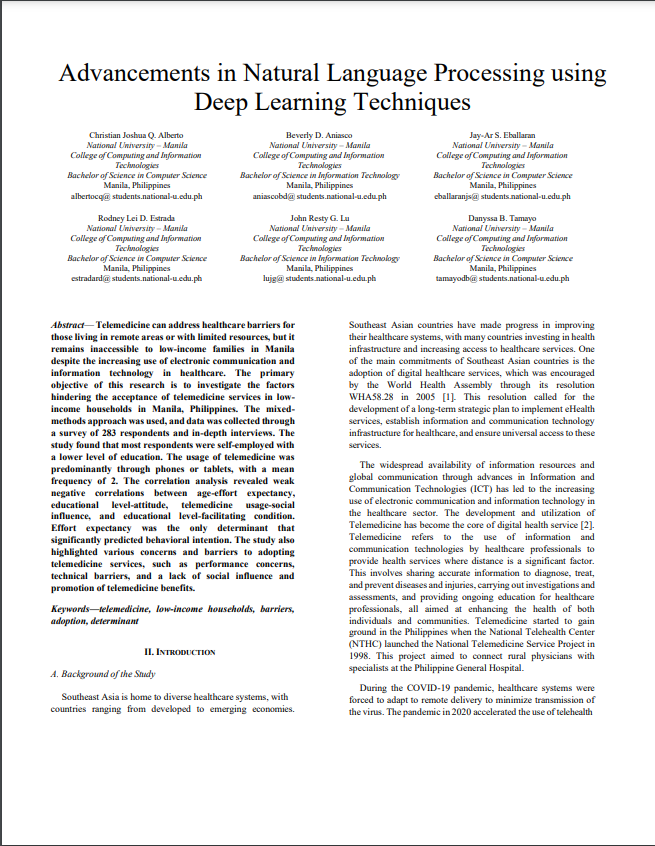 Advancements in Natural Language Processing using
Deep Learning Techniques
Christian Joshua Q. Alberto
National University – Manila
College of Computing and Information
Technologies
Bachelor of Science in Computer Science
Manila, Philippines
albertocq@ students.national-u.edu.ph
Beverly D. Aniasco
National University – Manila
College of Computing and Information
Technologies
Bachelor of Science in Information Technology
Manila, Philippines
aniascobd@ students.national-u.edu.ph
Jay-Ar S. Eballaran
National University – Manila
College of Computing and Information
Technologies
Bachelor of Science in Computer Science
Manila, Philippines
eballaranjs@ students.national-u.edu.ph
Rodney Lei D. Estrada
National University – Manila
College of Computing and Information
Technologies
Bachelor of Science in Computer Science
Manila, Philippines
estradard@ students.national-u.edu.ph
John Resty G. Lu
National University – Manila
College of Computing and Information
Technologies
Bachelor of Science in Information Technology
Manila, Philippines
lujg@ students.national-u.edu.ph
Danyssa B. Tamayo
National University – Manila
College of Computing and Information
Technologies
Bachelor of Science in Computer Science
Manila, Philippines
tamayodb@ students.national-u.edu.ph
Abstract— Telemedicine can address healthcare barriers for
those living in remote areas or with limited resources, but it
remains inaccessible to low-income families in Manila
despite the increasing use of electronic communication and
information technology in healthcare. The primary
objective of this research is to investigate the factors
hindering the acceptance of telemedicine services in low-
income households in Manila, Philippines. The mixed-
methods approach was used, and data was collected through
a survey of 283 respondents and in-depth interviews. The
study found that most respondents were self-employed with
a lower level of education. The usage of telemedicine was
predominantly through phones or tablets, with a mean
frequency of 2. The correlation analysis revealed weak
negative correlations between age-effort expectancy,
educational level-attitude, telemedicine usage-social
influence, and educational level-facilitating condition.
Effort expectancy was the only determinant that
significantly predicted behavioral intention. The study also
highlighted various concerns and barriers to adopting
telemedicine services, such as performance concerns,
technical barriers, and a lack of social influence and
promotion of telemedicine benefits.
Keywords—telemedicine, low-income households, barriers,
adoption, determinant
II. INTRODUCTION
A. Background of the Study
Southeast Asia is home to diverse healthcare systems, with
countries ranging from developed to emerging economies.
Southeast Asian countries have made progress in improving
their healthcare systems, with many countries investing in health
infrastructure and increasing access to healthcare services. One
of the main commitments of Southeast Asian countries is the
adoption of digital healthcare services, which was encouraged
by the World Health Assembly through its resolution
WHA58.28 in 2005 [1]. This resolution called for the
development of a long-term strategic plan to implement eHealth
services, establish information and communication technology
infrastructure for healthcare, and ensure universal access to these
services.
The widespread availability of information resources and
global communication through advances in Information and
Communication Technologies (ICT) has led to the increasing
use of electronic communication and information technology in
the healthcare sector. The development and utilization of
Telemedicine has become the core of digital health service [2].
Telemedicine refers to the use of information and
communication technologies by healthcare professionals to
provide health services where distance is a significant factor.
This involves sharing accurate information to diagnose, treat,
and prevent diseases and injuries, carrying out investigations and
assessments, and providing ongoing education for healthcare
professionals, all aimed at enhancing the health of both
individuals and communities. Telemedicine started to gain
ground in the Philippines when the National Telehealth Center
(NTHC) launched the National Telemedicine Service Project in
1998. This project aimed to connect rural physicians with
specialists at the Philippine General Hospital.
During the COVID-19 pandemic, healthcare systems were
forced to adapt to remote delivery to minimize transmission of
the virus. The pandemic in 2020 accelerated the use of telehealth